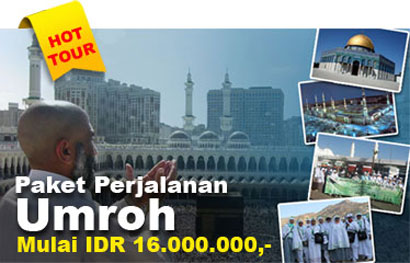 HOT
TOUR
Paket Perjalanan
Umroh
Mulai IDR 16.000.000,-